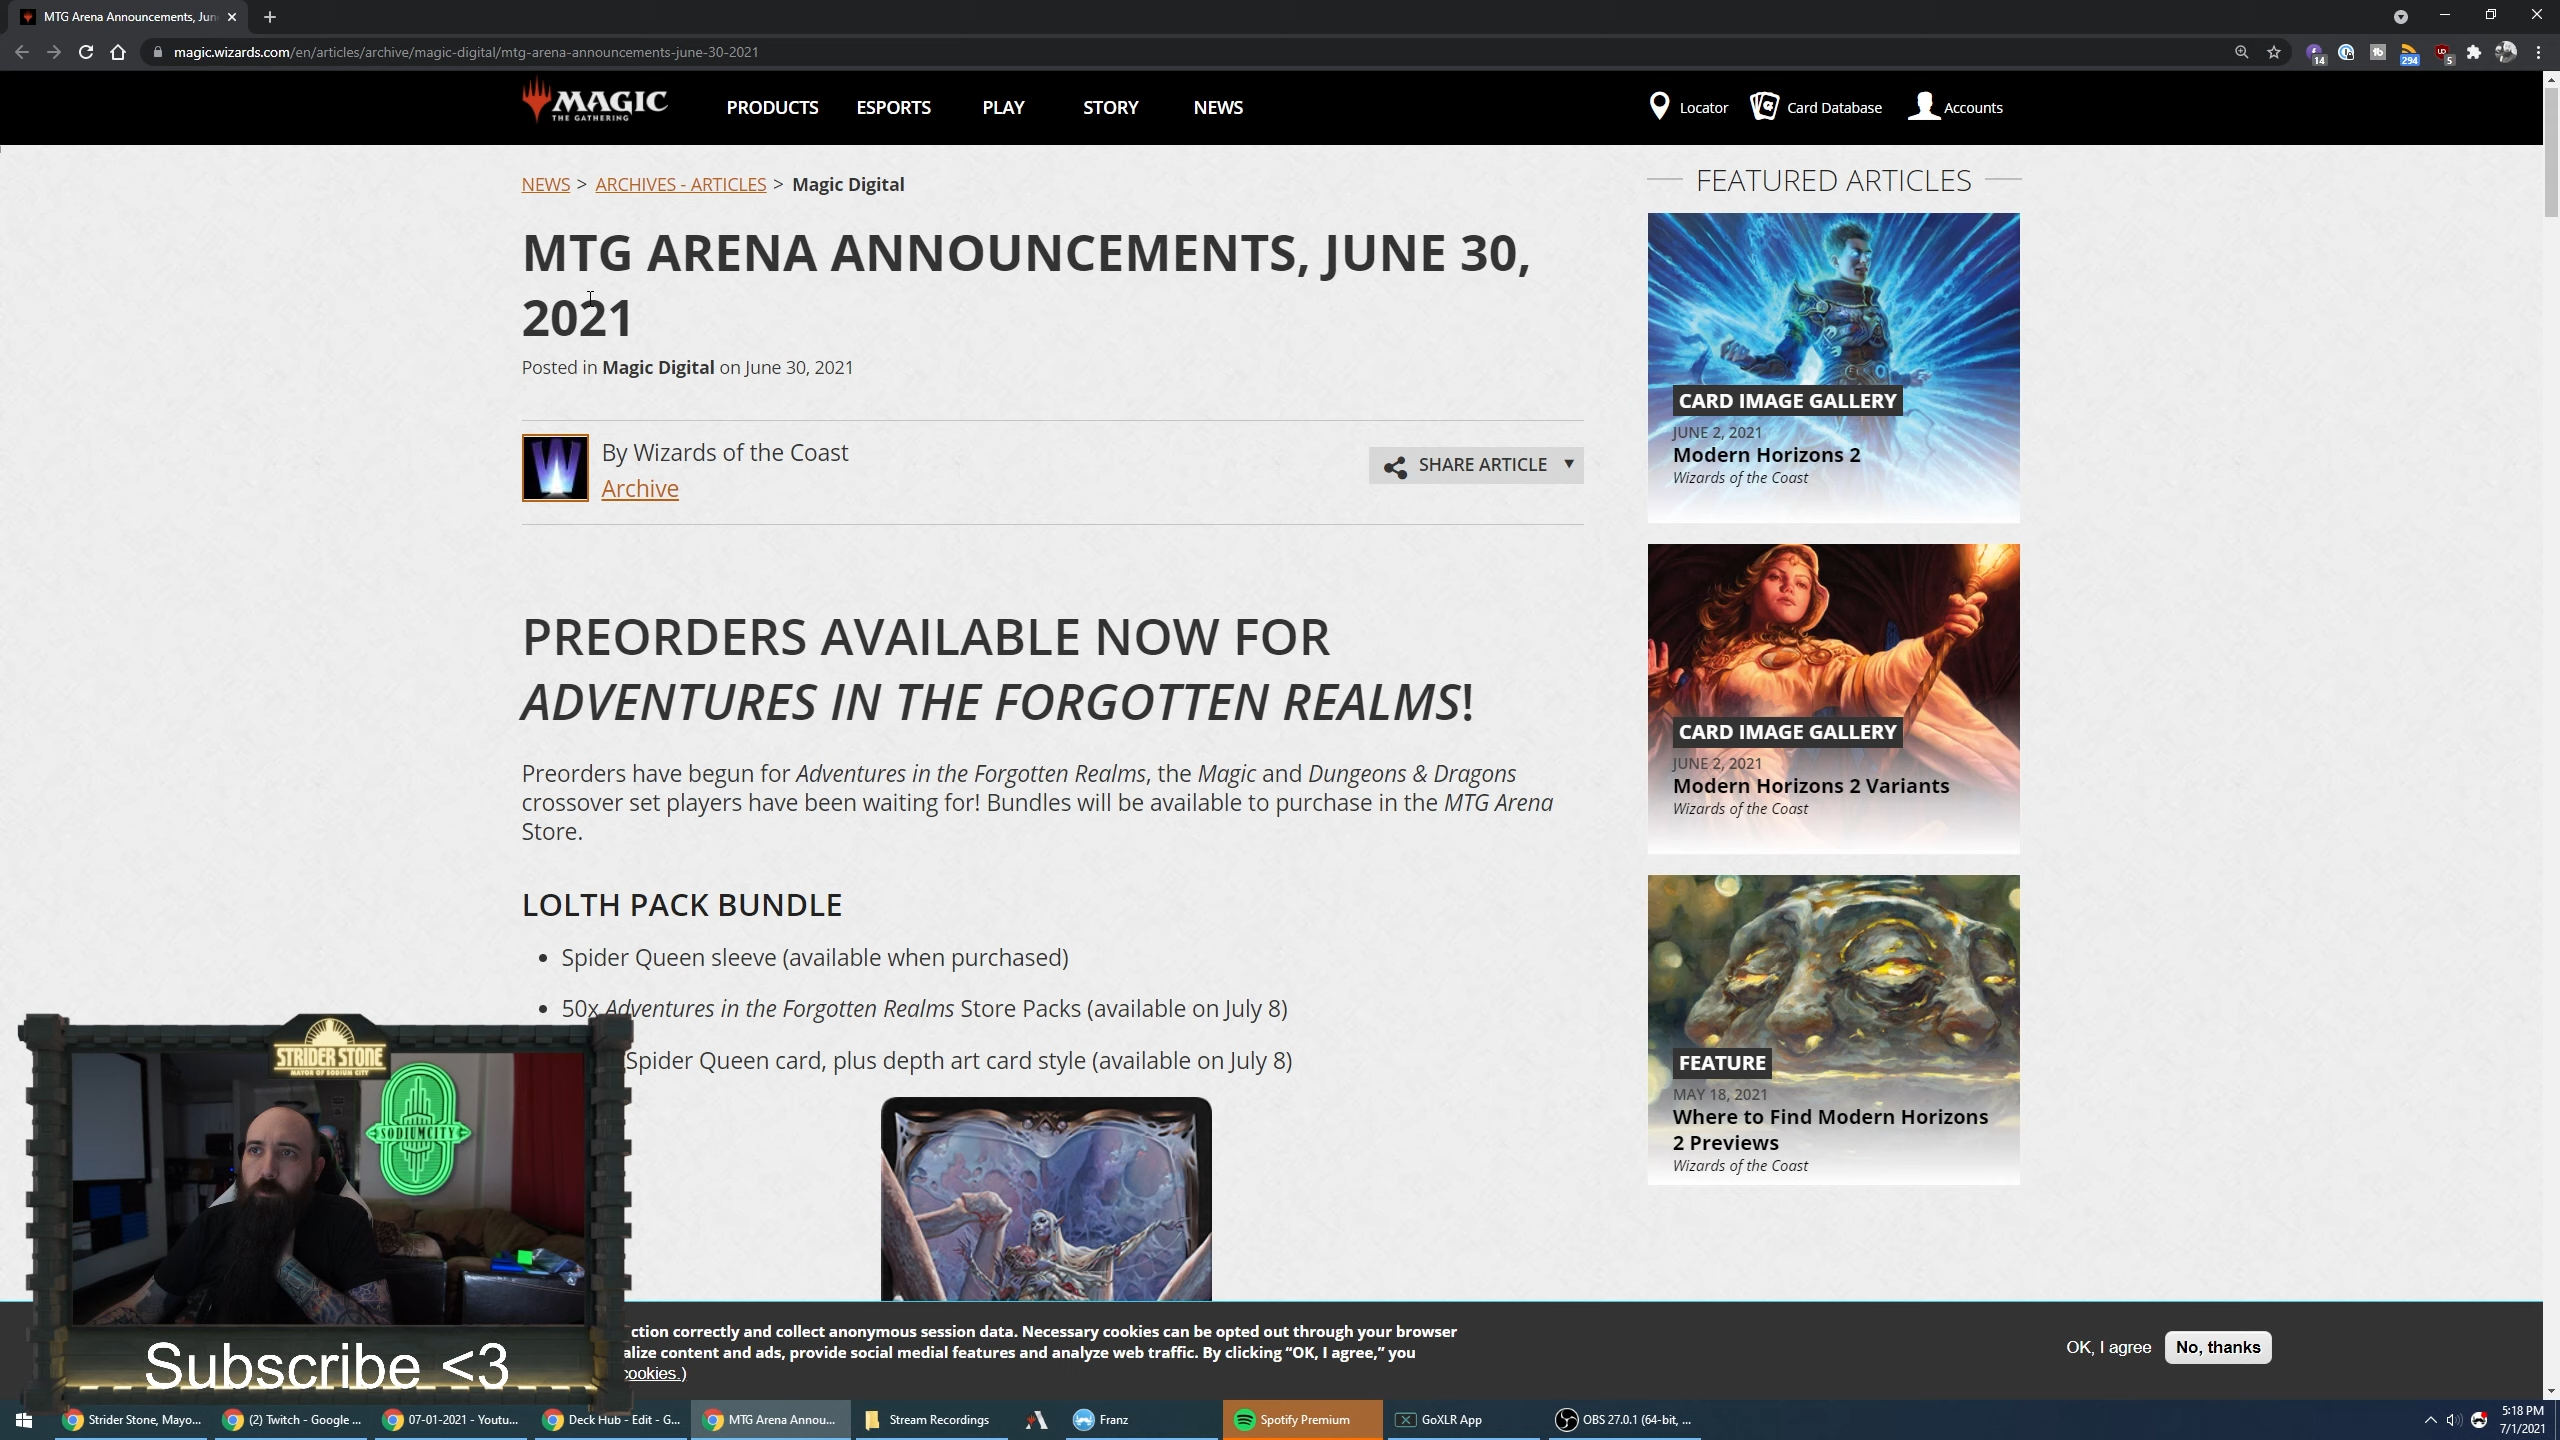 MTG Arena Announcements, Jun
magic.wizards.com/en/articles/archive/magic-digital/mtg-arena-announcements-june-30-2021
14
294
5
MAGIC
THE GATHERING
PRODUCTS
ESPORTS
PLAY
STORY
NEWS
Locator
Card Database
Accounts
NEWS > ARCHIVES - ARTICLES > Magic Digital
MTG ARENA ANNOUNCEMENTS, JUNE 30,
2021
Posted in Magic Digital on June 30, 2021
By Wizards of the Coast
Archive
SHARE ARTICLE
PREORDERS AVAILABLE NOW FOR
ADVENTURES IN THE FORGOTTEN REALMS!
Preorders have begun for Adventures in the Forgotten Realms, the Magic and Dungeons & Dragons
crossover set players have been waiting for! Bundles will be available to purchase in the MTG Arena
Store.
LOLTH PACK BUNDLE
• Spider Queen sleeve (available when purchased)
• 50x Adventures in the Forgotten Realms Store Packs (available on July 8)
Spider Queen card, plus depth art card style (available on July 8)
FEATURED ARTICLES
CARD IMAGE GALLERY
JUNE 2, 2021
Modern Horizons 2
Wizards of the Coast
CARD IMAGE GALLERY
JUNE 2, 2021
Modern Horizons 2 Variants
Wizards of the Coast
FEATURE
MAY 18, 2021
Where to Find Modern Horizons
2 Previews
Wizards of the Coast
STRIDER STONE
MAYOR OF SODIUM CITY
SODIUMCITY
Subscribe <3
ction correctly and collect anonymous session data. Necessary cookies can be opted out through your browser
alize content and ads, provide social medial features and analyze web traffic. By clicking “OK, I agree,” you
cookies.)
OK, I agree
No, thanks
Strider Stone, Mayo...
(2) Twitch - Google ...
07-01-2021 - Youtu...
Deck Hub - Edit - G...
MTG Arena Annou...
Stream Recordings
Franz
Spotify Premium
GoXLR App
OBS 27.0.1 (64-bit, ...
5:18 PM
7/1/2021